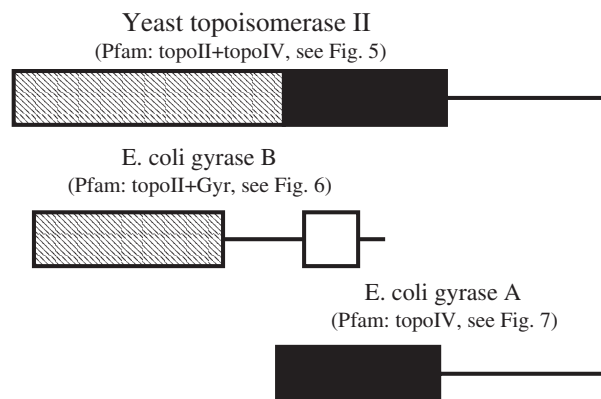 Yeast topoisomerase II
(Pfam: topoII+topoIV, see Fig. 5)
E. coli gyrase B
(Pfam: topoII+Gyr, see Fig. 6)
E. coli gyrase A
(Pfam: topoIV, see Fig. 7)